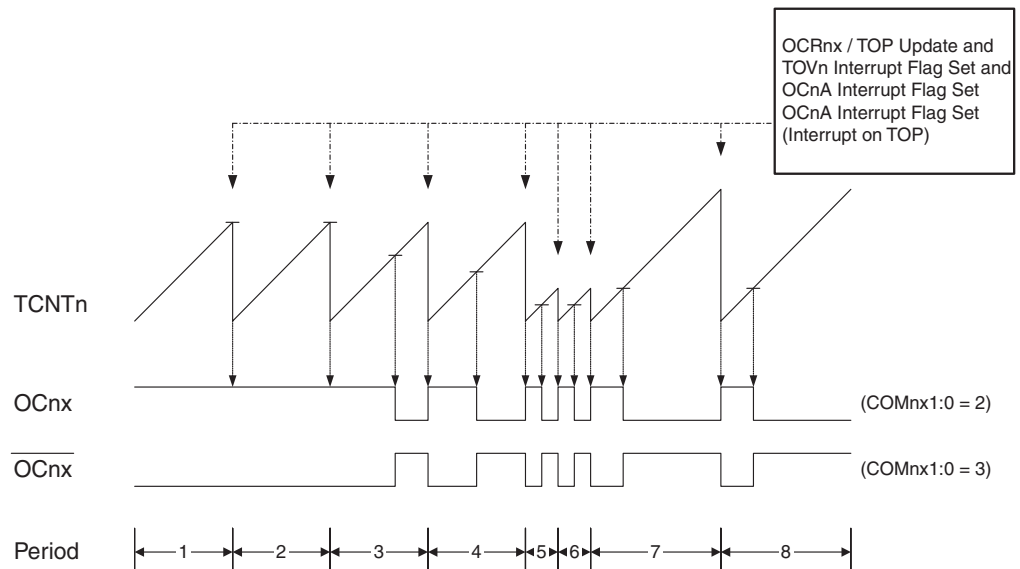 OCRnx / TOP Update and
TOVn Interrupt Flag Set and
OCnA Interrupt Flag Set
OCnA Interrupt Flag Set
(Interrupt on TOP)
TCNTn
OCnx
(COMnx1:0 = 2)
OCnx
(COMnx1:0 = 3)
Period
1 2 3 4 5 6 7 8